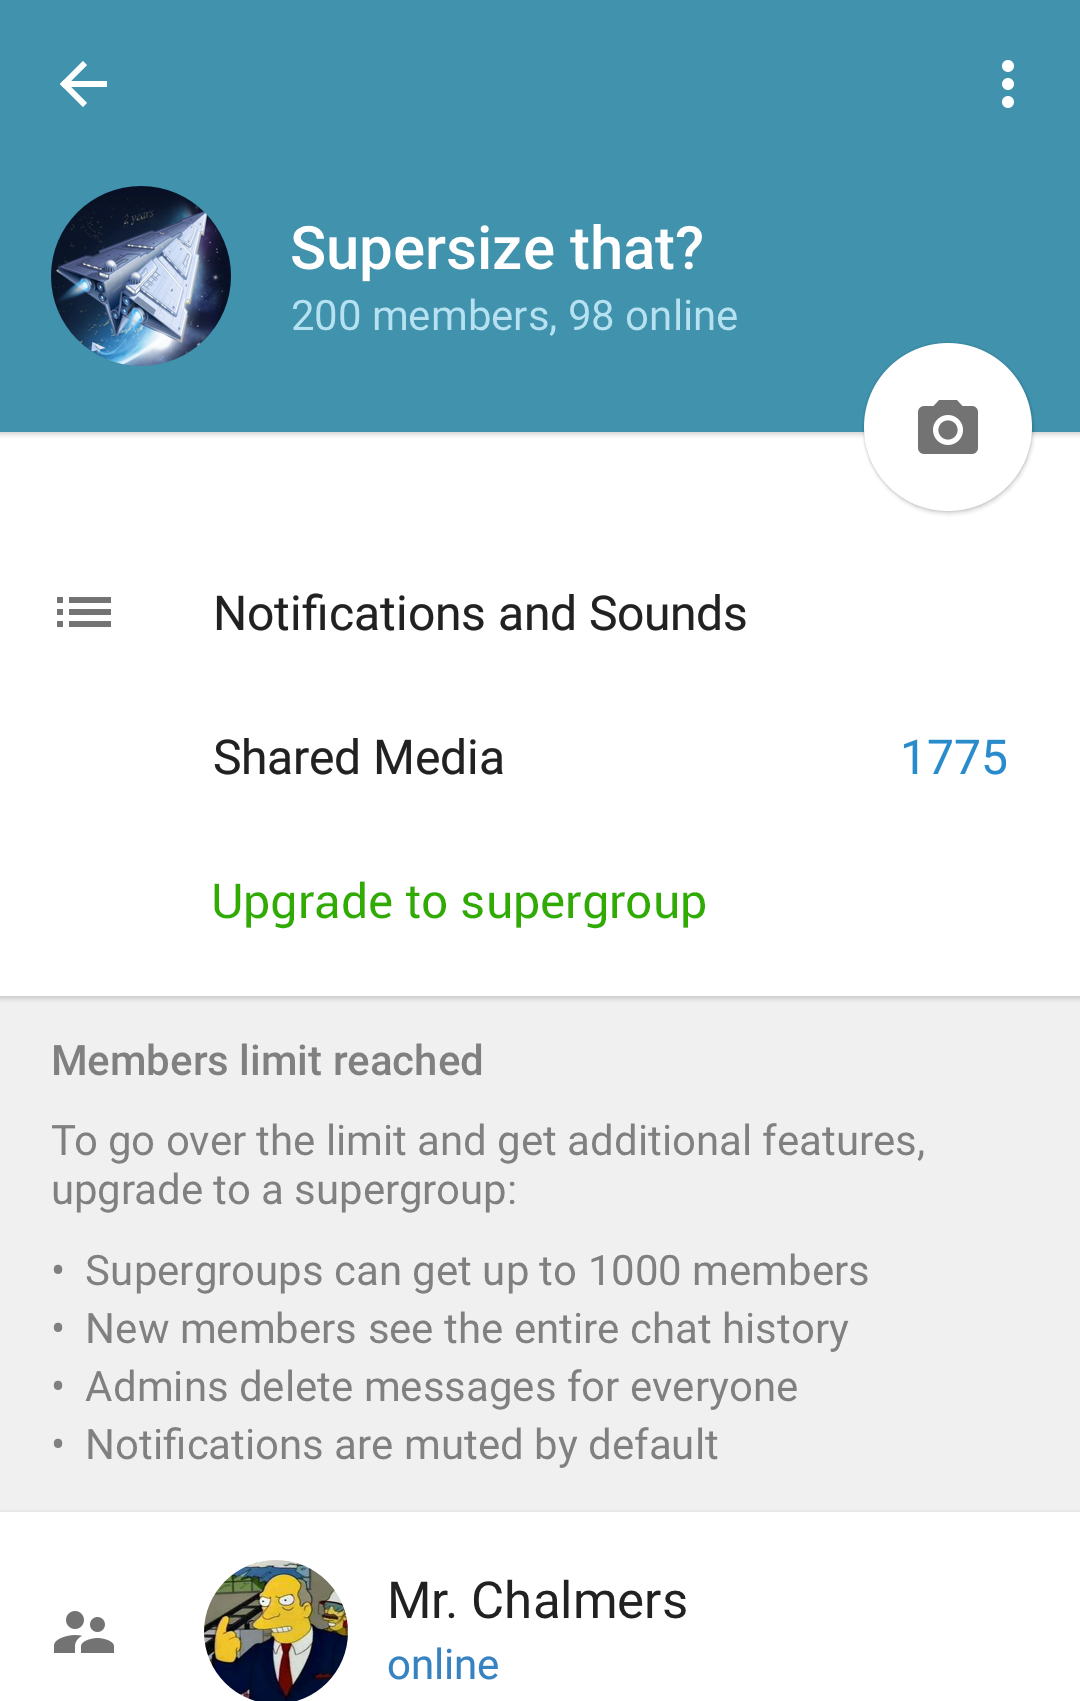 2 years
Supersize that?
200 members, 98 online
Notifications and Sounds
Shared Media 1775
Upgrade to supergroup
Members limit reached
To go over the limit and get additional features,
upgrade to a supergroup:
• Supergroups can get up to 1000 members
• New members see the entire chat history
• Admins delete messages for everyone
• Notifications are muted by default
Mr. Chalmers
online